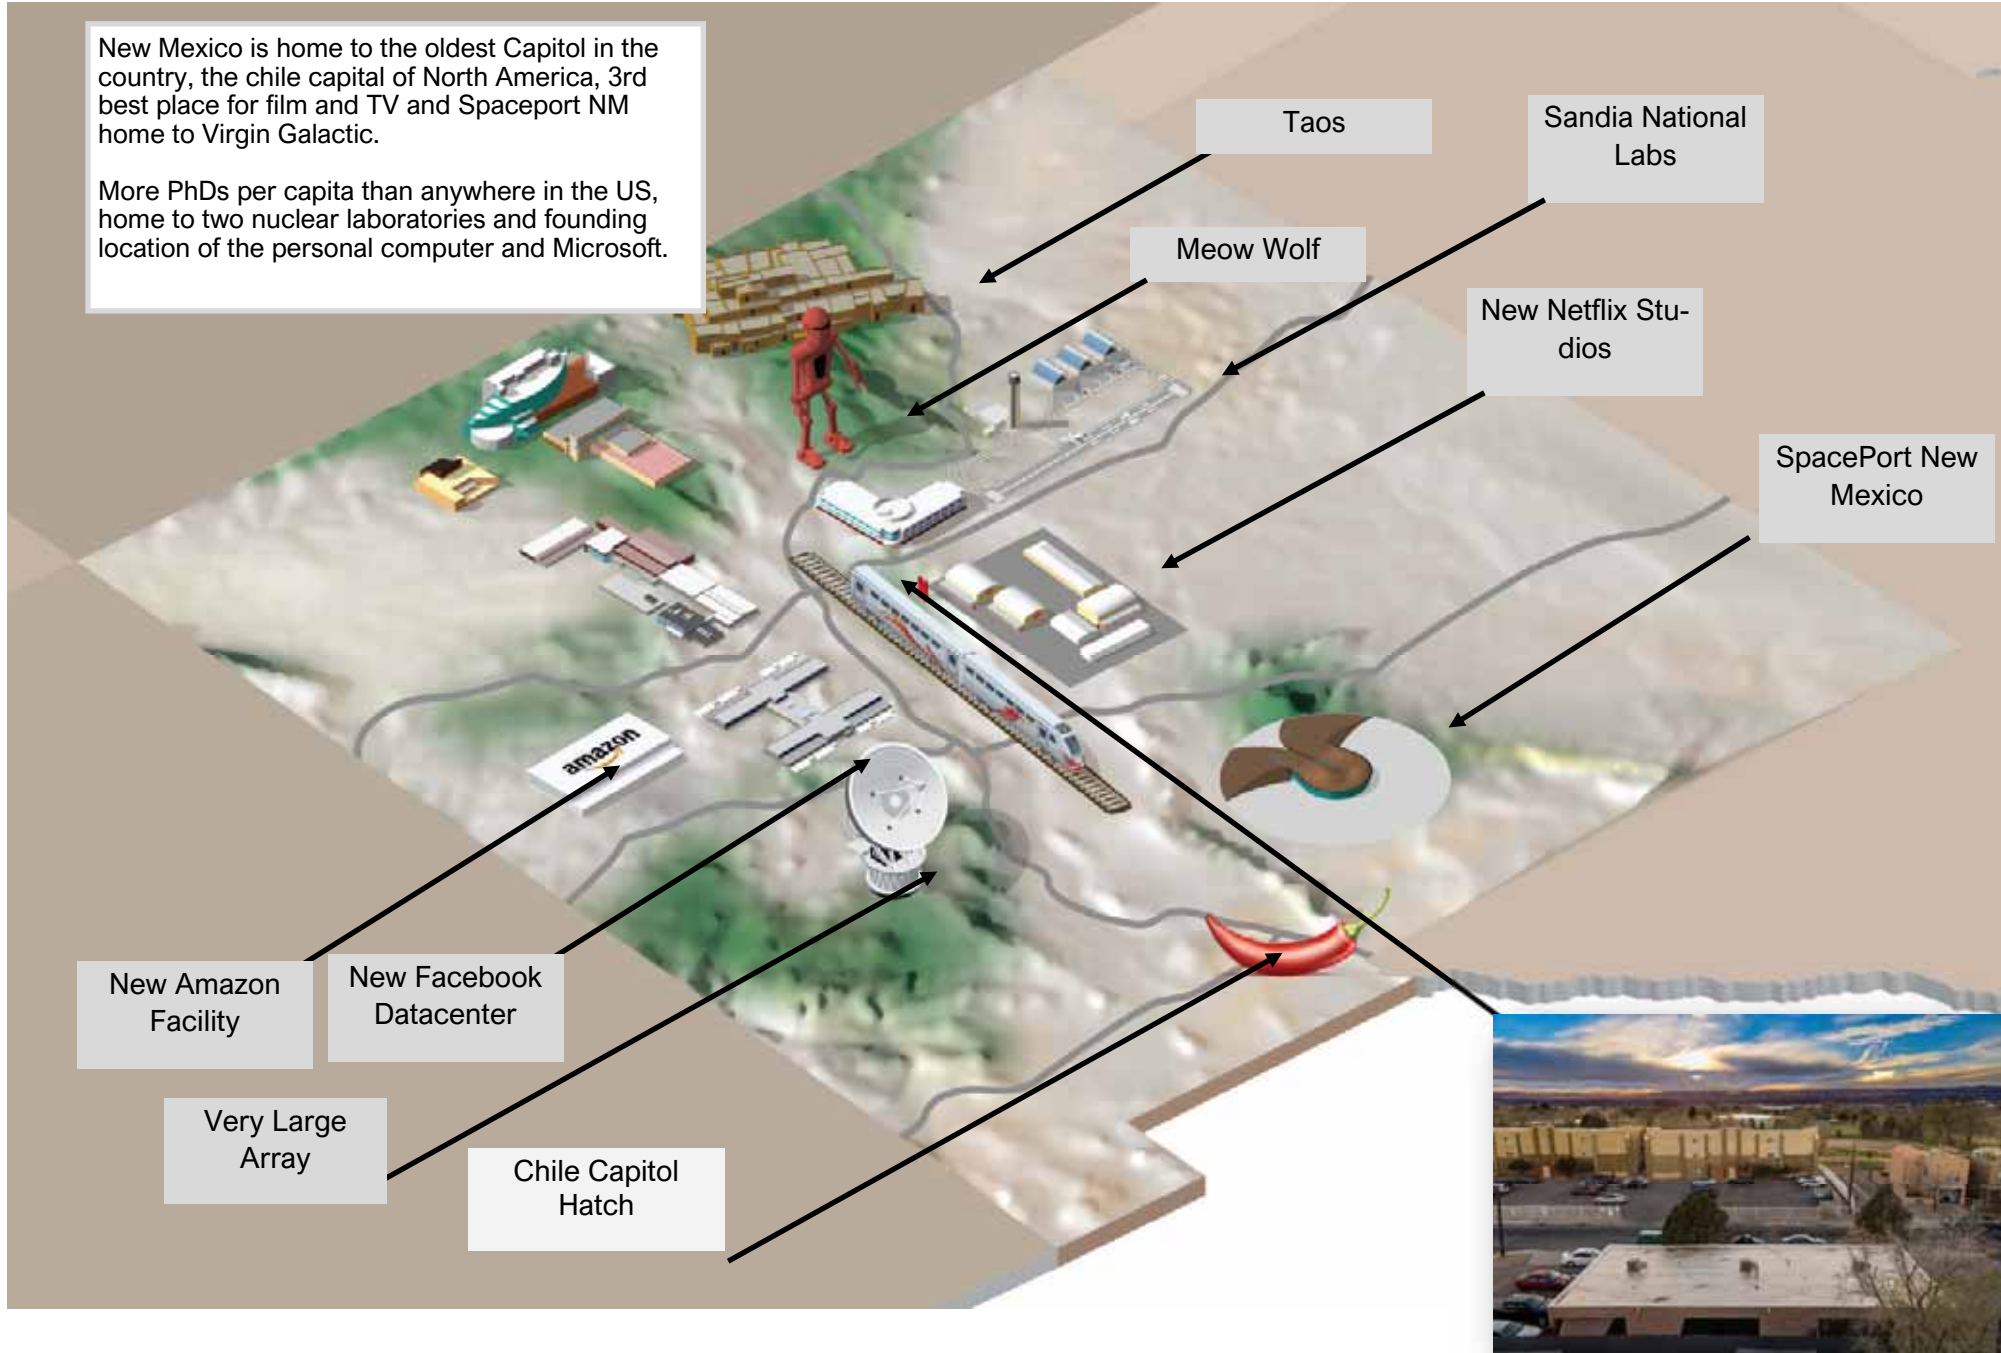 New Mexico is home to the oldest Capitol in the
country, the chile capital of North America, 3rd
best place for film and TV and Spaceport NM
home to Virgin Galactic.
More PhDs per capita than anywhere in the US,
home to two nuclear laboratories and founding
location of the personal computer and Microsoft.
Taos
Sandia National
Labs
Meow Wolf
New Netflix Stu-
dios
SpacePort New
Mexico
amazon
New Amazon
Facility
New Facebook
Datacenter
Very Large
Array
Chile Capitol
Hatch